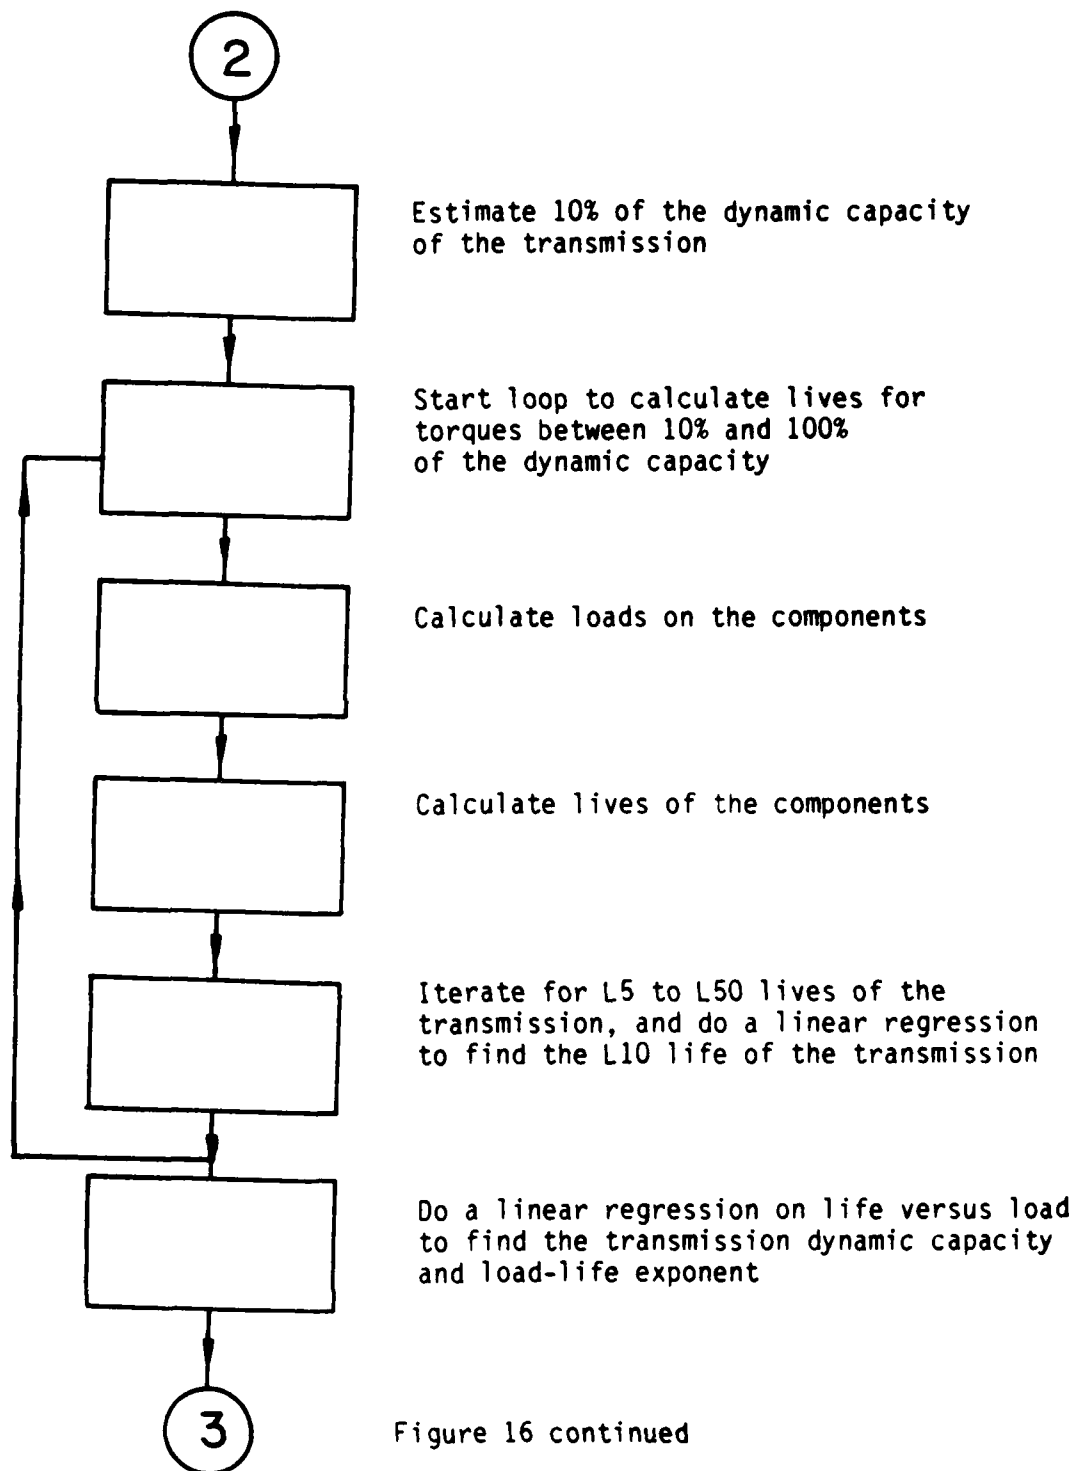 2
Estimate 10% of the dynamic capacity
of the transmission
Start loop to calculate lives for
torques between 10% and 100%
of the dynamic capacity
Calculate loads on the components
Calculate lives of the components
Iterate for L5 to L50 lives of the
transmission, and do a linear regression
to find the L10 life of the transmission
Do a linear regression on life versus load
to find the transmission dynamic capacity
and load-life exponent
3
Figure 16 continued